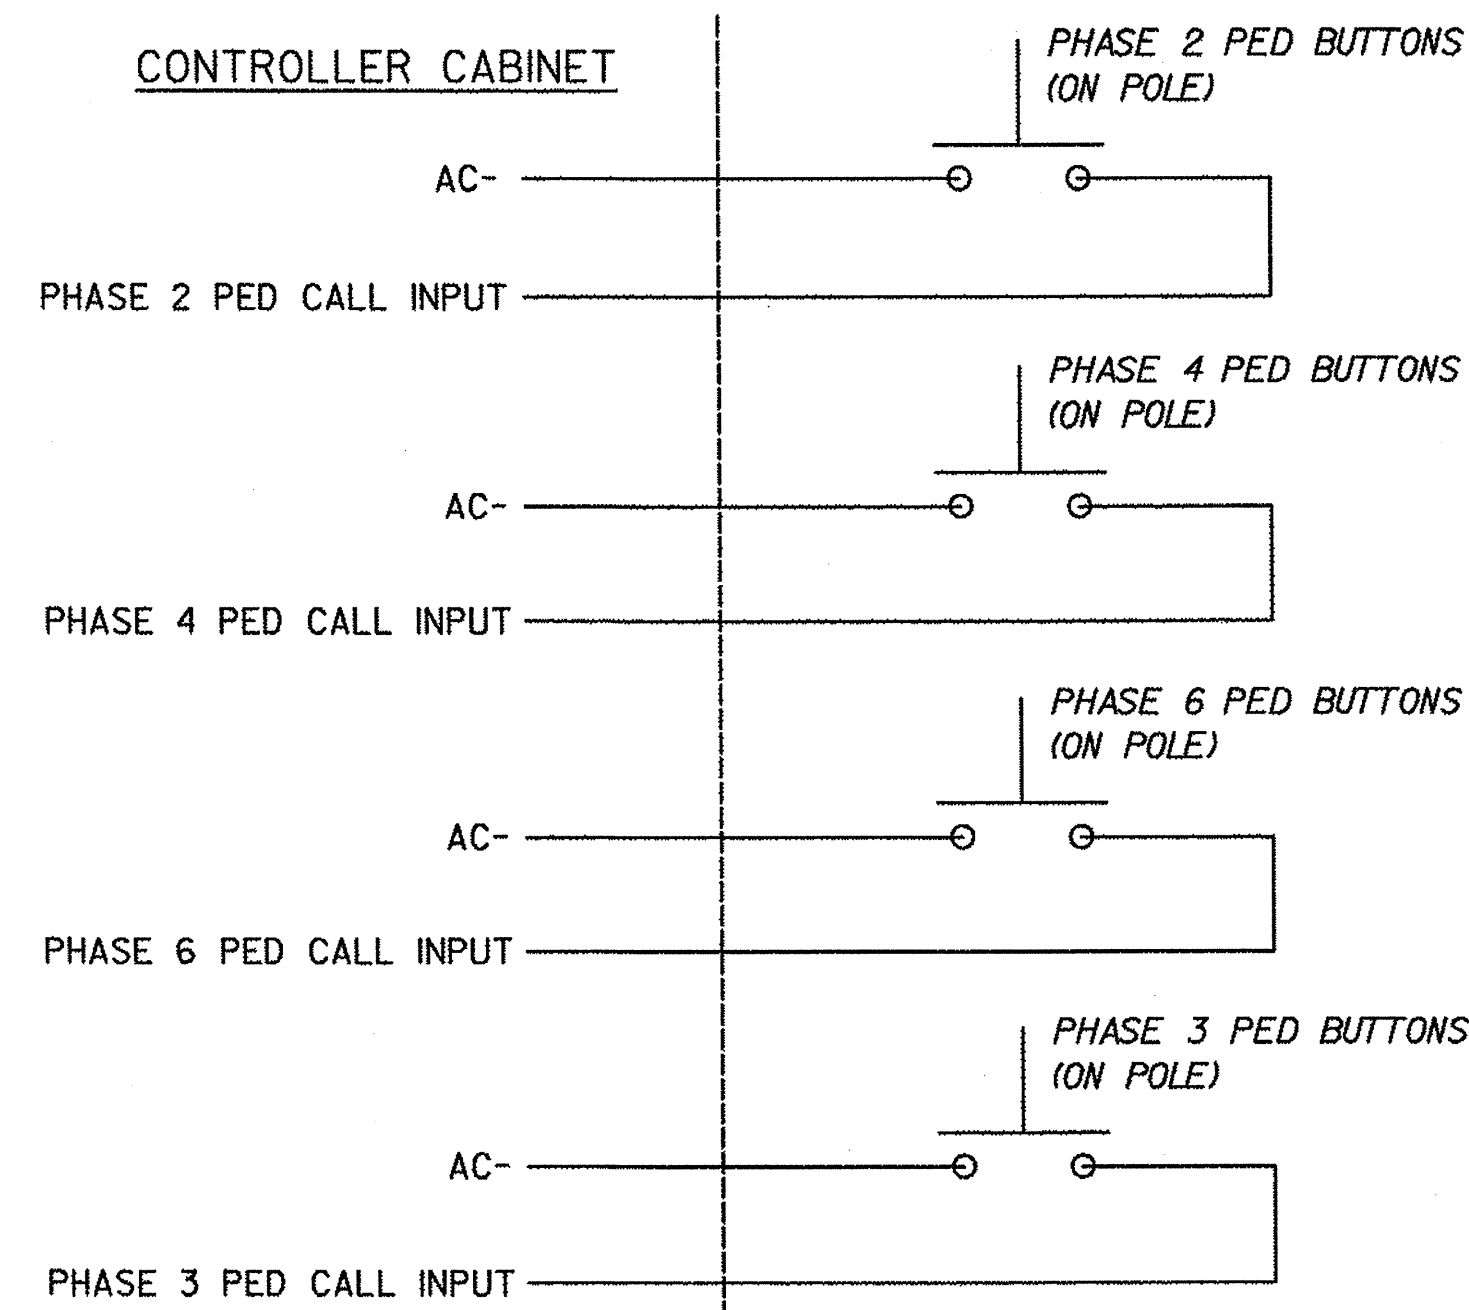 CONTROLLER CABINET
PHASE 2 PED BUTTONS
(ON POLE)
AC-
PHASE 2 PED CALL INPUT
PHASE 4 PED BUTTONS
(ON POLE)
AC-
PHASE 4 PED CALL INPUT
PHASE 6 PED BUTTONS
(ON POLE)
AC-
PHASE 6 PED CALL INPUT
PHASE 3 PED BUTTONS
(ON POLE)
AC-
PHASE 3 PED CALL INPUT